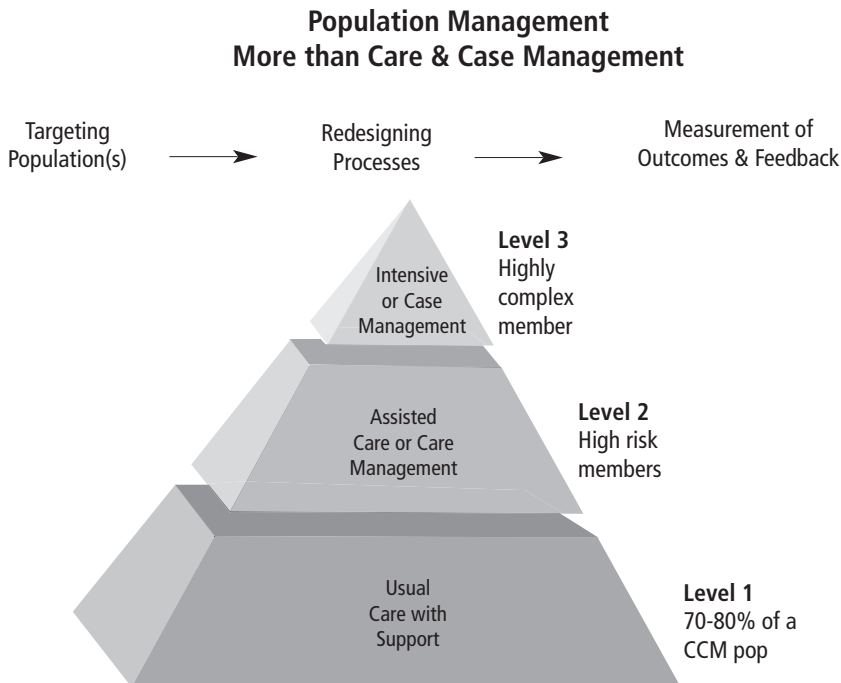 Population Management
More than Care & Case Management
Targeting
Population(s)
Redesigning
Processes
Measurement of
Outcomes & Feedback
Intensive
or Case
Management
Level 3
Highly
complex
member
Assisted
Care or Care
Management
Level 2
High risk
members
Usual
Care with
Support
Level 1
70-80% of a
CCM pop